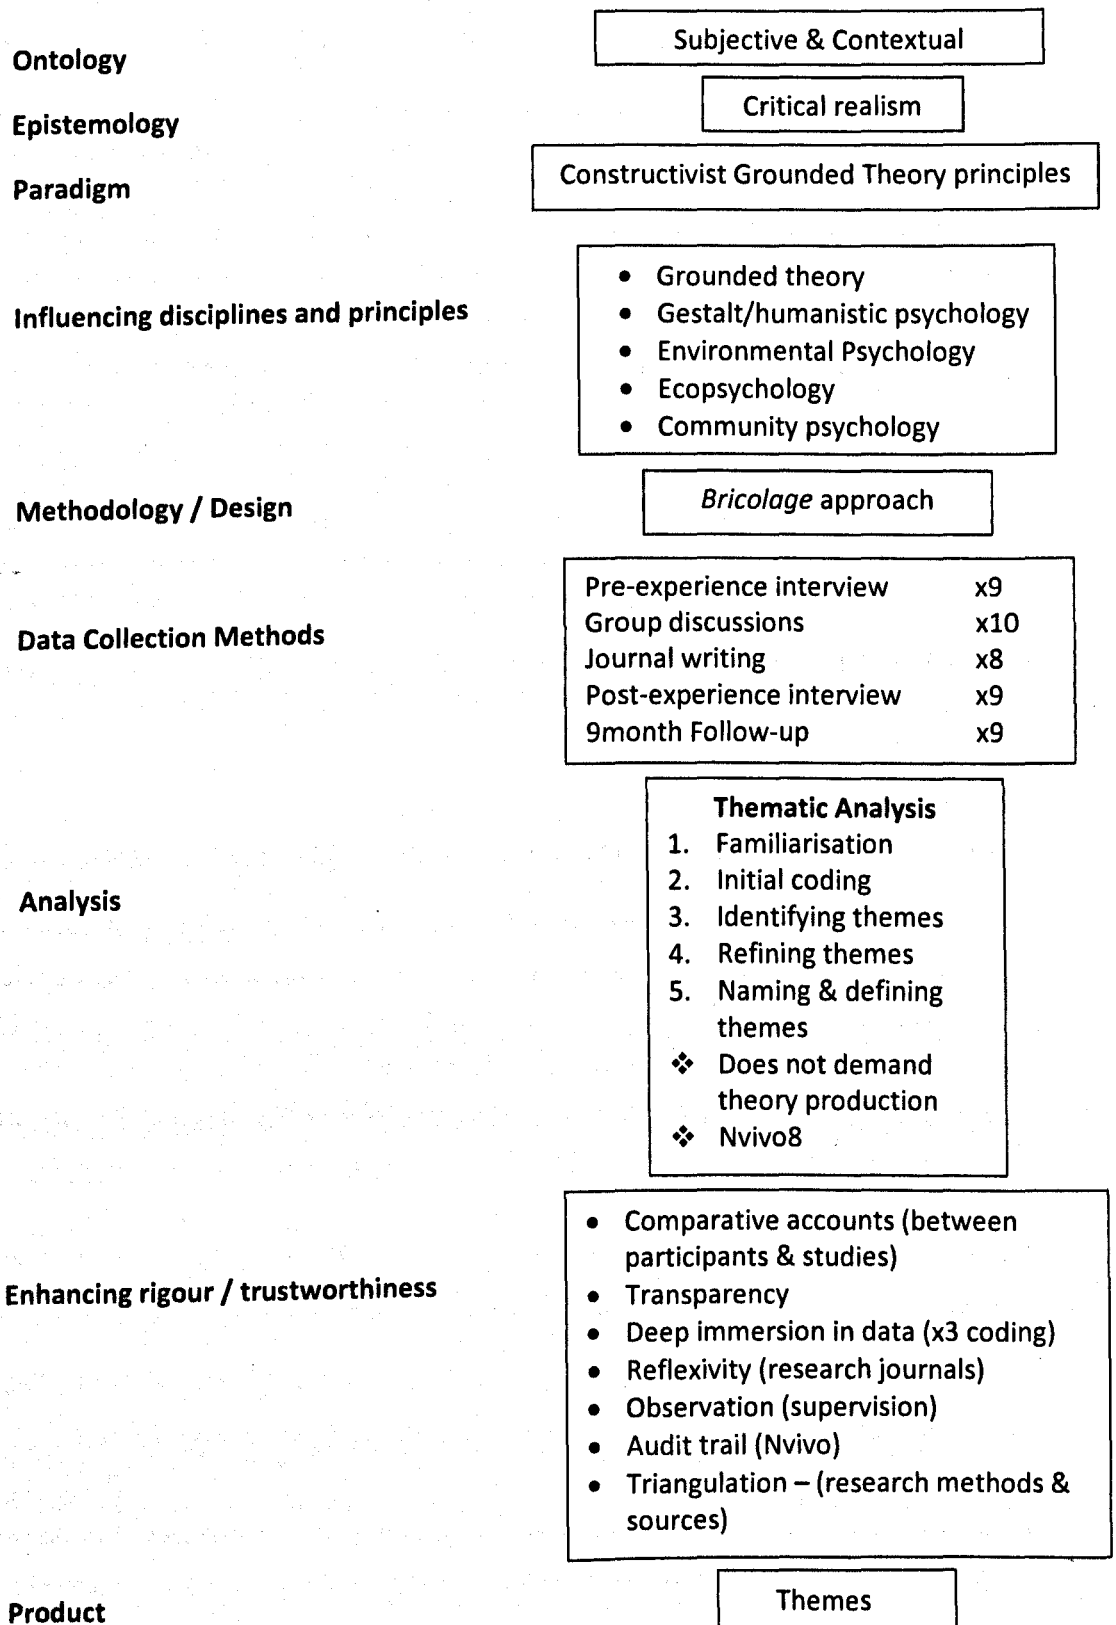 Ontology
Subjective & Contextual
Epistemology
Critical realism
Paradigm
Constructivist Grounded Theory principles
Influencing disciplines and principles
• Grounded theory
• Gestalt/humanistic psychology
• Environmental Psychology
• Ecopsychology
• Community psychology
Methodology / Design
Bricolage approach
Data Collection Methods
Pre-experience interview x9
Group discussions x10
Journal writing x8
Post-experience interview x9
9month Follow-up x9
Analysis
Thematic Analysis
1. Familiarisation
2. Initial coding
3. Identifying themes
4. Refining themes
5. Naming & defining
themes
❖ Does not demand
theory production
❖ Nvivo8
Enhancing rigour / trustworthiness
• Comparative accounts (between
participants & studies)
• Transparency
• Deep immersion in data (x3 coding)
• Reflexivity (research journals)
• Observation (supervision)
• Audit trail (Nvivo)
• Triangulation – (research methods &
sources)
Product
Themes